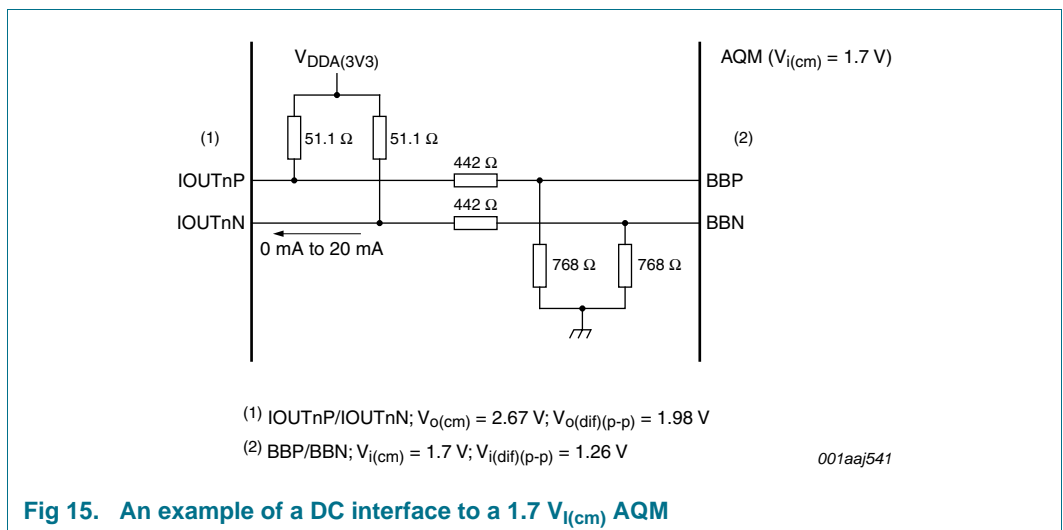 VDDA(3V3)
AQM (Vi(cm) = 1.7 V)
(1)
51.1 Ω
51.1 Ω
(2)
442 Ω
IOUTnP
BBP
442 Ω
IOUTnN
BBN
0 mA to 20 mA
768 Ω
768 Ω
(1) IOUTnP/IOUTnN; Vo(cm) = 2.67 V; Vo(dif)(p-p) = 1.98 V
(2) BBP/BBN; Vi(cm) = 1.7 V; Vi(dif)(p-p) = 1.26 V
001aaj541
Fig 15. An example of a DC interface to a 1.7 VI(cm) AQM